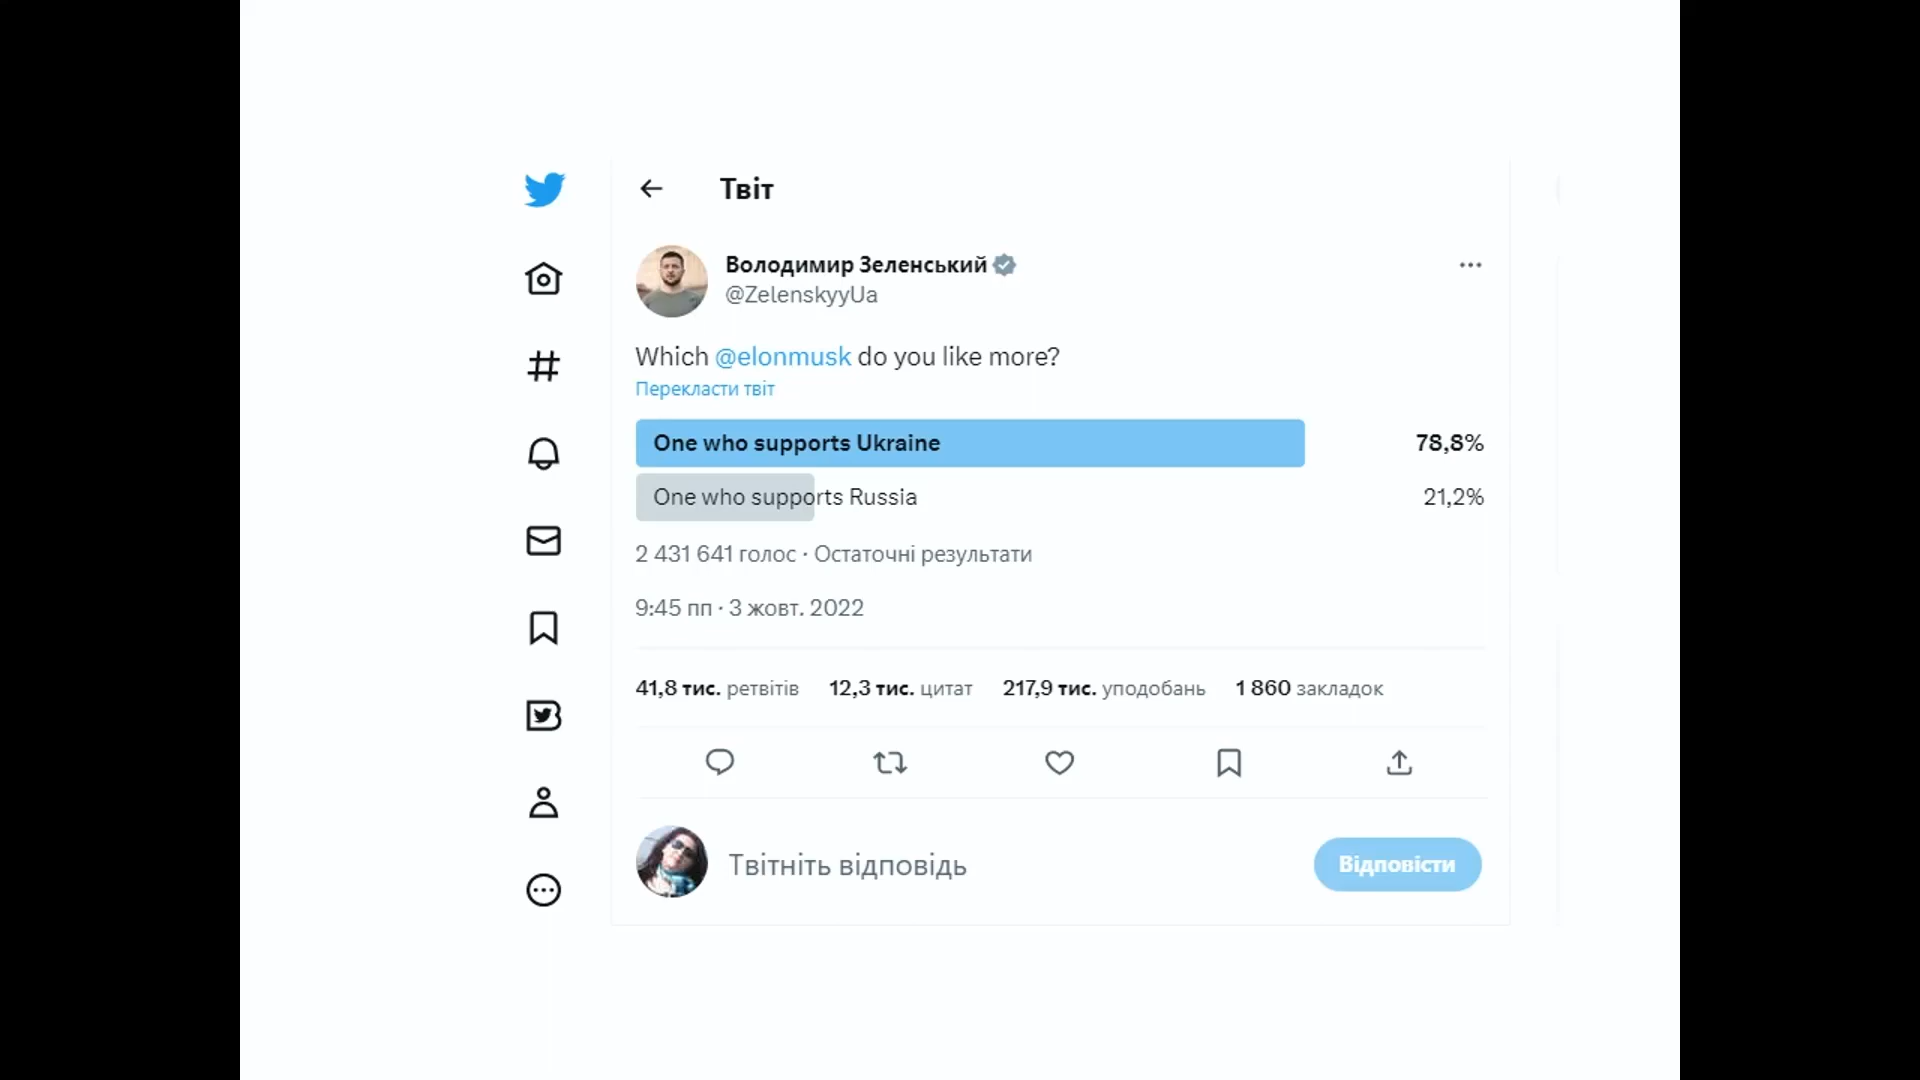 Твіт
Володимир Зеленський
@ZelenskyyUa
Which @elonmusk do you like more?
Перекласти твіт
One who supports Ukraine 78,8%
One who supports Russia 21,2%
2 431 641 голос · Остаточні результати
9:45 пп · 3 жовт. 2022
41,8 тис. ретвітів 12,3 тис. цитат 217,9 тис. уподобань 1 860 закладок
Твітніть відповідь Відповісти